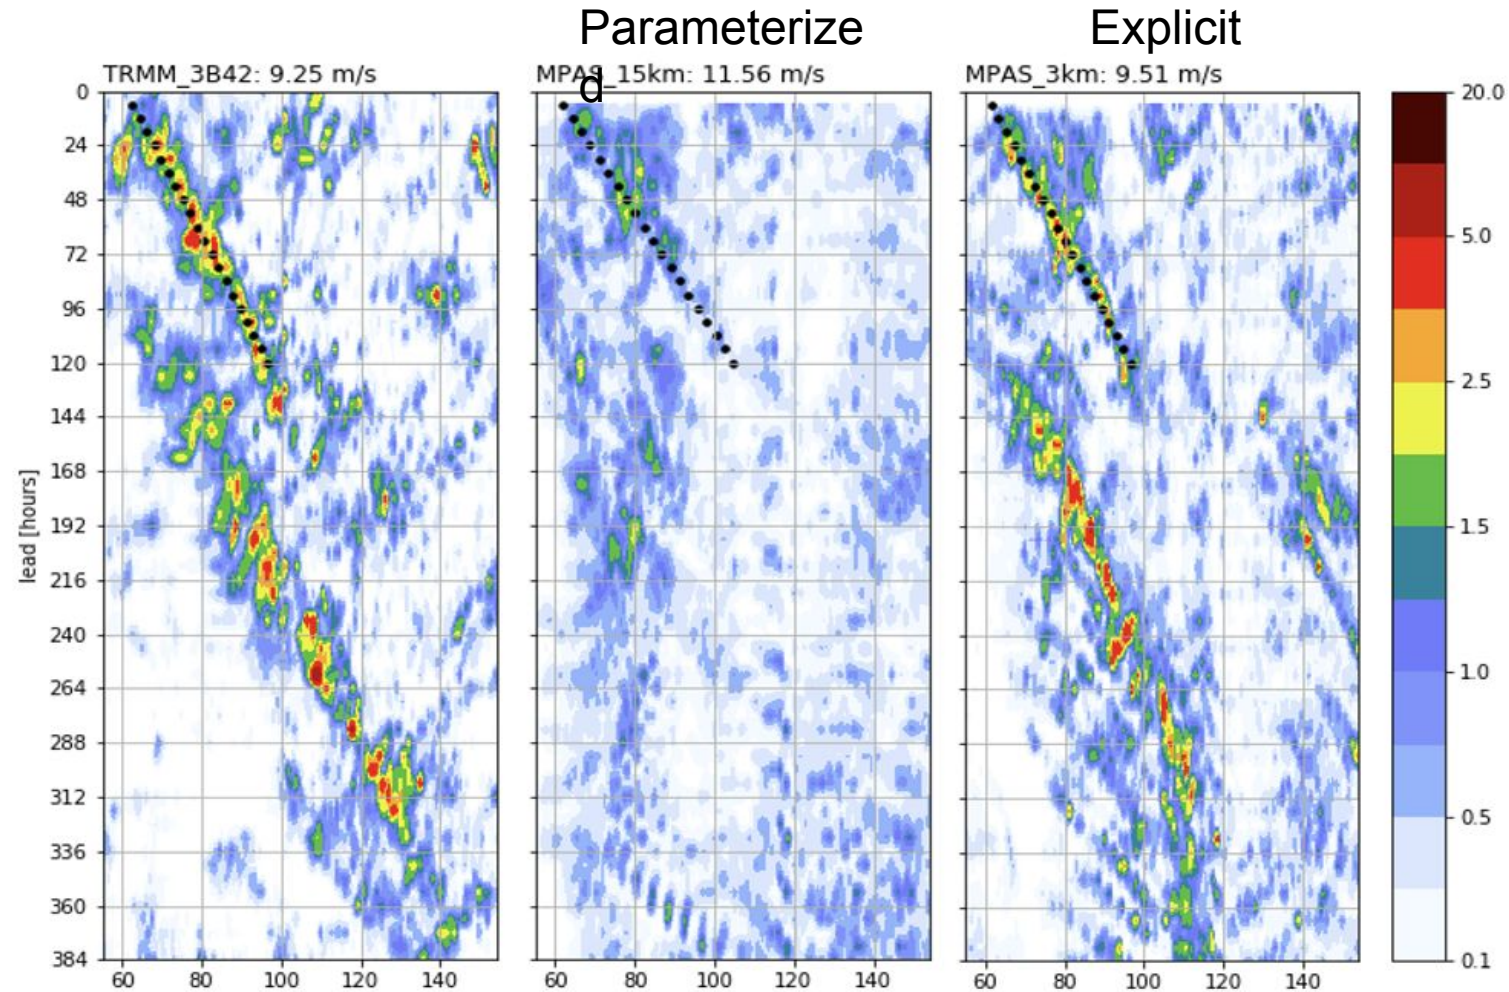 Parameterize
d
Explicit
TRMM_3B42: 9.25 m/s
MPAS_15km: 11.56 m/s
MPAS_3km: 9.51 m/s
lead [hours]
0
24
48
72
96
120
144
168
192
216
240
264
288
312
336
360
384
60 80 100 120 140
60 80 100 120 140
60 80 100 120 140
20.0
5.0
2.5
1.5
1.0
0.5
0.1